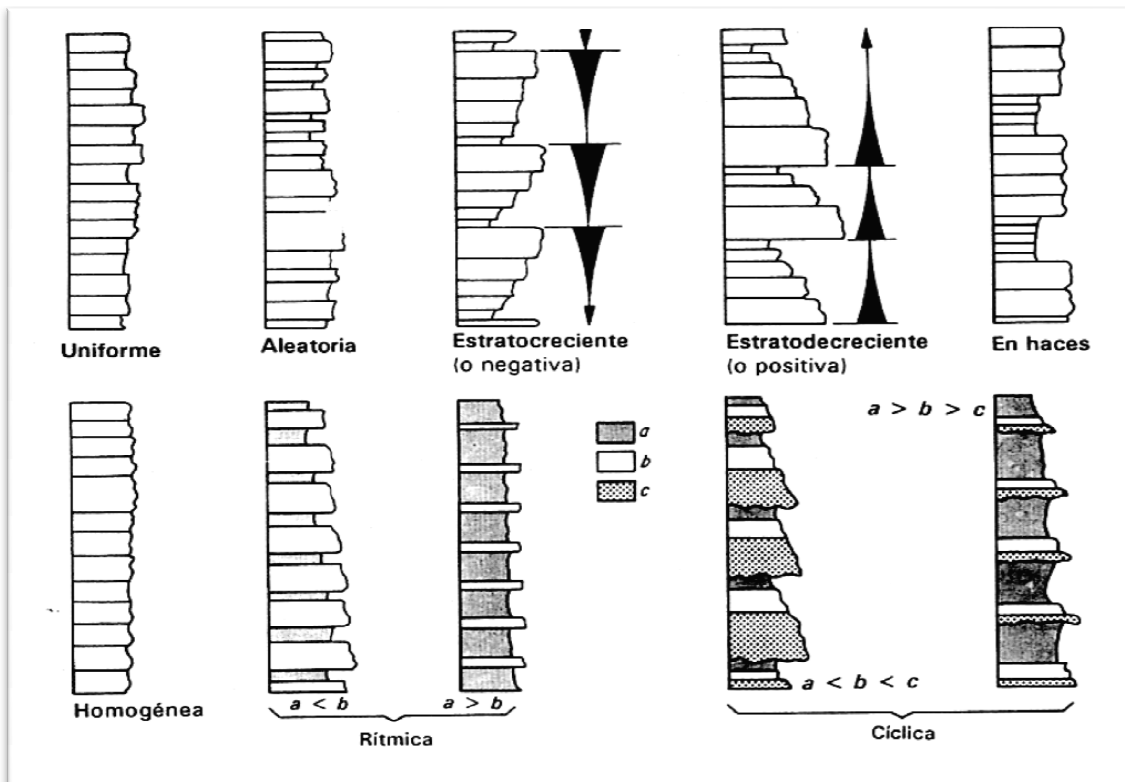 Uniforme
Aleatoria
Estratocreciente
(o negativa)
Estratodecreciente
(o positiva)
En haces
a
b
c
a > b > c
a < b < c
Homogénea
a < b
a > b
Rítmica
Cíclica